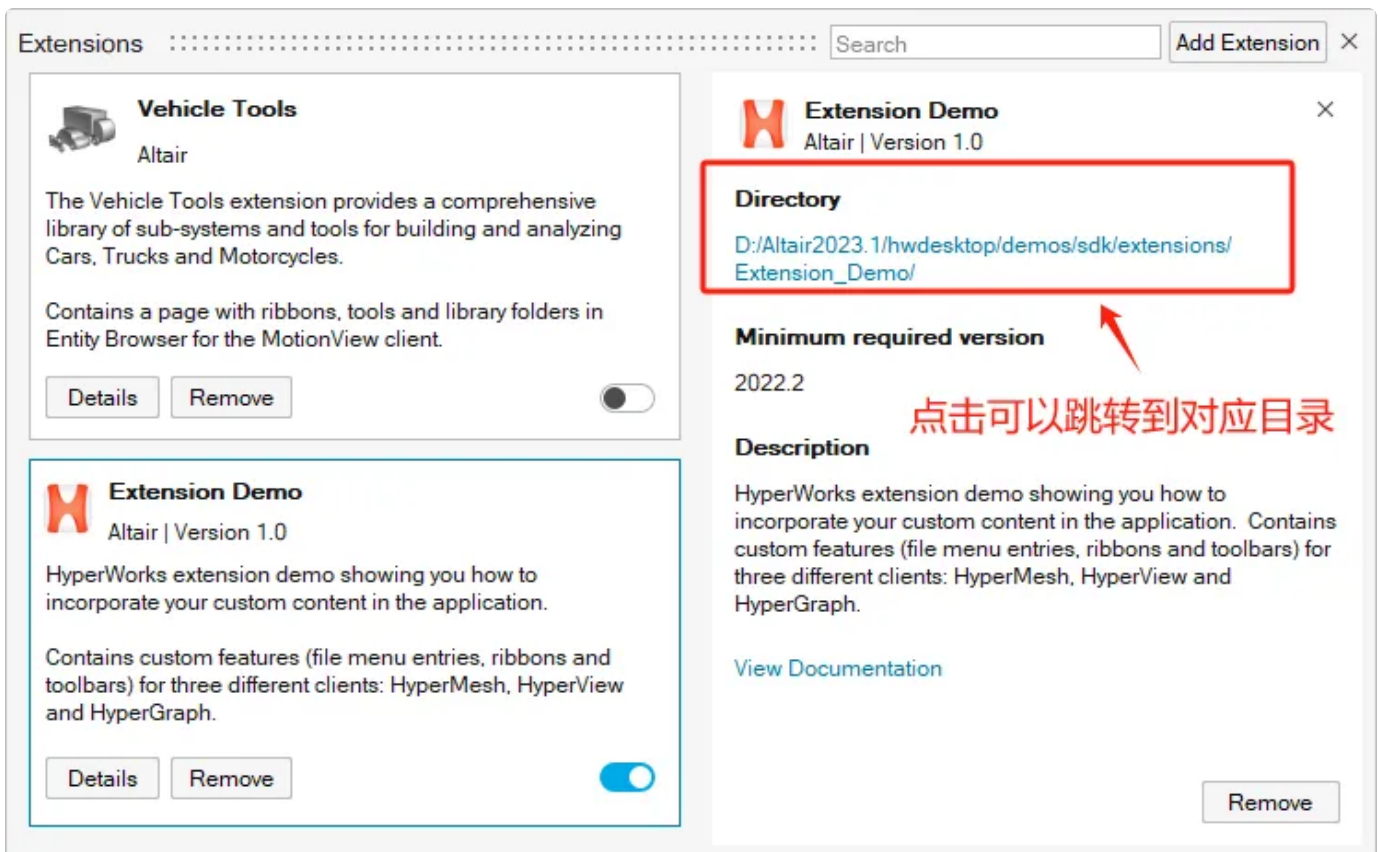 Extensions
Search
Add Extension
Vehicle Tools
Altair
The Vehicle Tools extension provides a comprehensive
library of sub-systems and tools for building and analyzing
Cars, Trucks and Motorcycles.
Contains a page with ribbons, tools and library folders in
Entity Browser for the MotionView client.
Details
Remove
Extension Demo
Altair | Version 1.0
HyperWorks extension demo showing you how to
incorporate your custom content in the application.
Contains custom features (file menu entries, ribbons and
toolbars) for three different clients: HyperMesh, HyperView
and HyperGraph.
Details
Remove
Extension Demo
Altair | Version 1.0
Directory
D:/Altair2023.1/hwdesktop/demos/sdk/extensions/
Extension_Demo/
Minimum required version
2022.2
点击可以跳转到对应目录
Description
HyperWorks extension demo showing you how to
incorporate your custom content in the application.  Contains
custom features (file menu entries, ribbons and toolbars) for
three different clients: HyperMesh, HyperView and
HyperGraph.
View Documentation
Remove